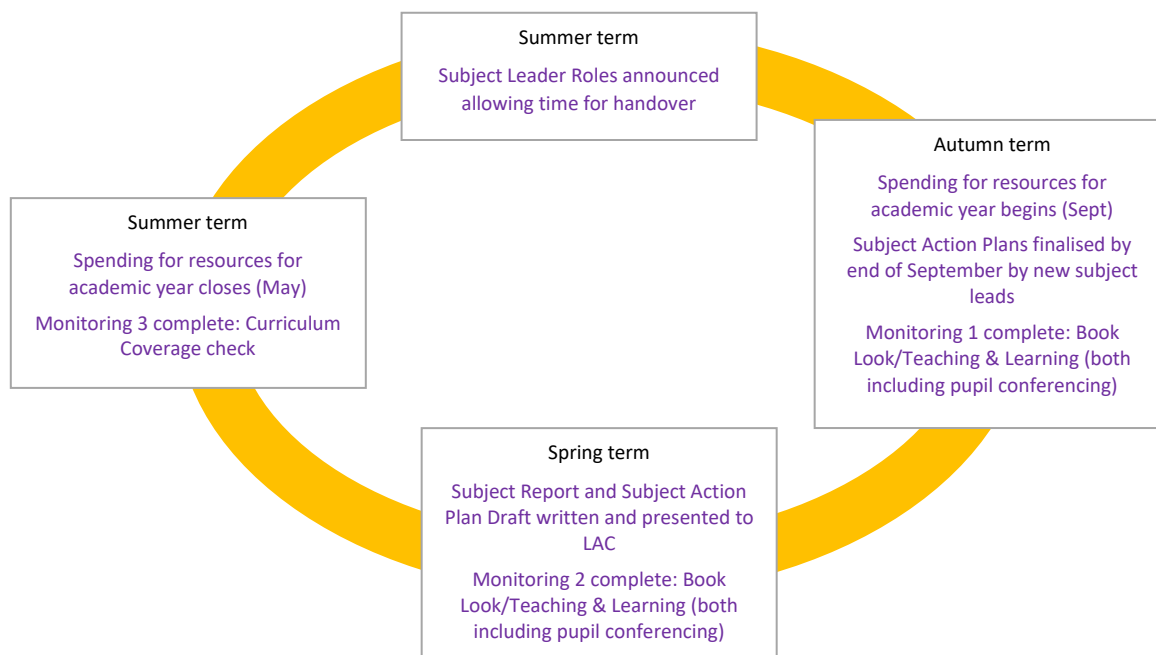 Summer term
Subject Leader Roles announced
allowing time for handover
Autumn term
Spending for resources for
academic year begins (Sept)
Subject Action Plans finalised by
end of September by new subject
leads
Monitoring 1 complete: Book
Look/Teaching & Learning (both
including pupil conferencing)
Spring term
Subject Report and Subject Action
Plan Draft written and presented to
LAC
Monitoring 2 complete: Book
Look/Teaching & Learning (both
including pupil conferencing)
Summer term
Spending for resources for
academic year closes (May)
Monitoring 3 complete: Curriculum
Coverage check